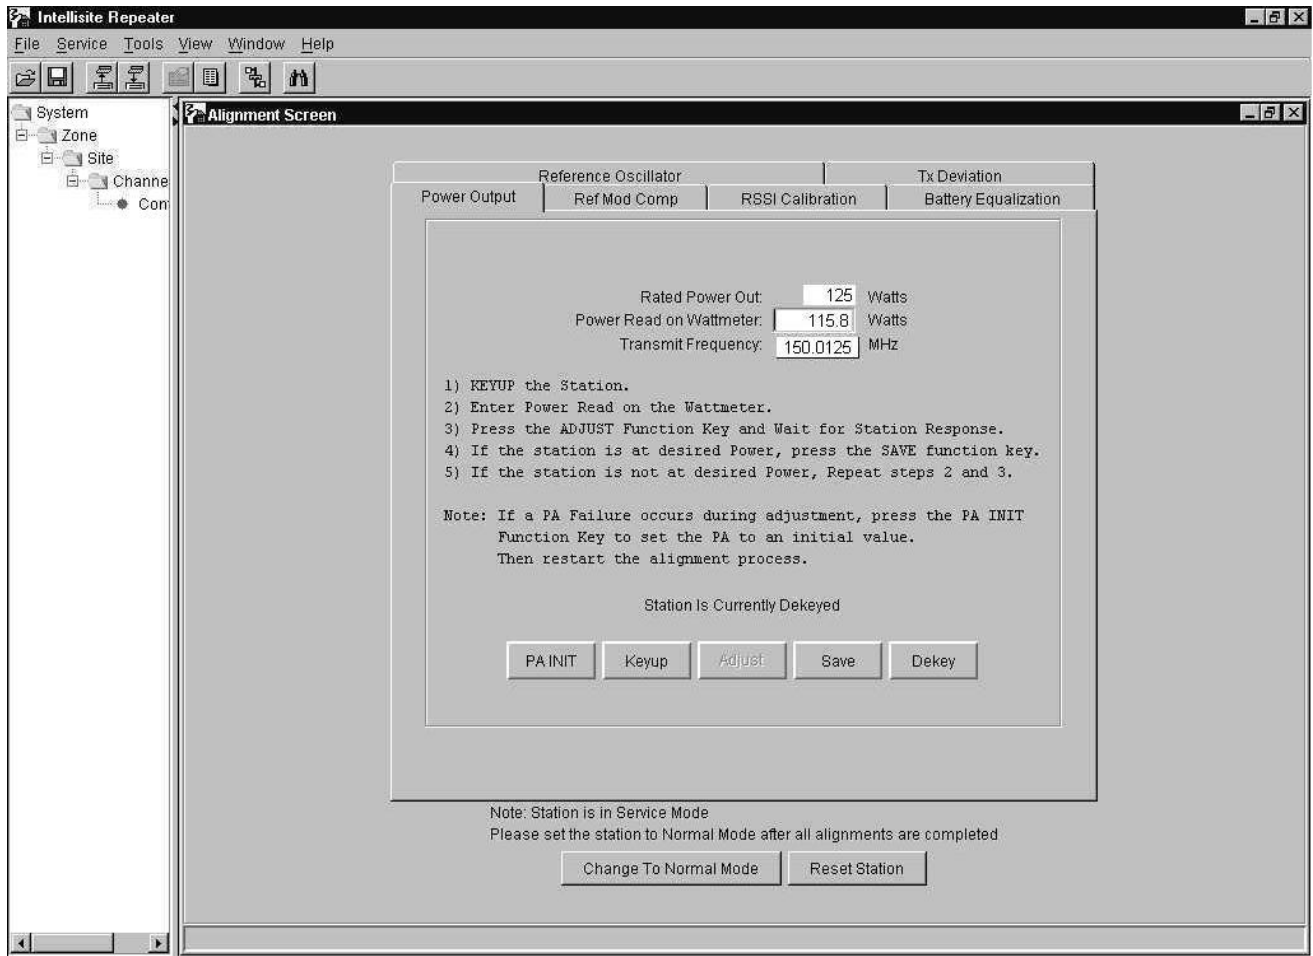 Intellisite Repeater
File Service Tools View Window Help
System
Zone
Site
Channe
Con
Alignment Screen
Reference Oscillator Tx Deviation
Power Output Ref Mod Comp RSSI Calibration Battery Equalization
Rated Power Out: 125 Watts
Power Read on Wattmeter: 115.8 Watts
Transmit Frequency: 150.0125 MHz
1) KEYUP the Station.
2) Enter Power Read on the Wattmeter.
3) Press the ADJUST Function Key and Wait for Station Response.
4) If the station is at desired Power, press the SAVE function key.
5) If the station is not at desired Power, Repeat steps 2 and 3.
Note: If a PA Failure occurs during adjustment, press the PA INIT
Function Key to set the PA to an initial value.
Then restart the alignment process.
Station Is Currently Dekeyed
PA INIT Keyup Adjust Save Dekey
Note: Station is in Service Mode
Please set the station to Normal Mode after all alignments are completed
Change To Normal Mode Reset Station